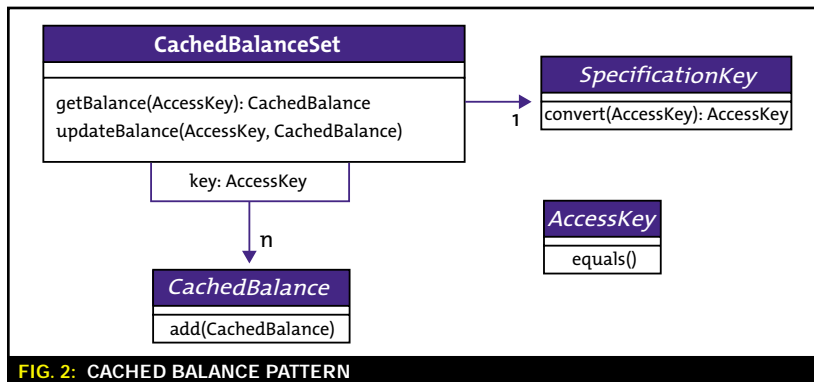 CachedBalanceSet
getBalance(AccessKey): CachedBalance
updateBalance(AccessKey, CachedBalance)
key: AccessKey
n
CachedBalance
add(CachedBalance)
1
SpecificationKey
convert(AccessKey): AccessKey
AccessKey
equals()
FIG. 2: CACHED BALANCE PATTERN